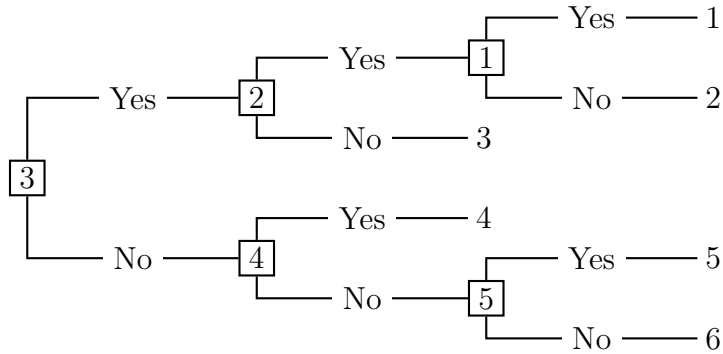 Yes 1
Yes 1
Yes 2 No 2
No 3
3
Yes 4
No 4 Yes 5
No 5
No 6